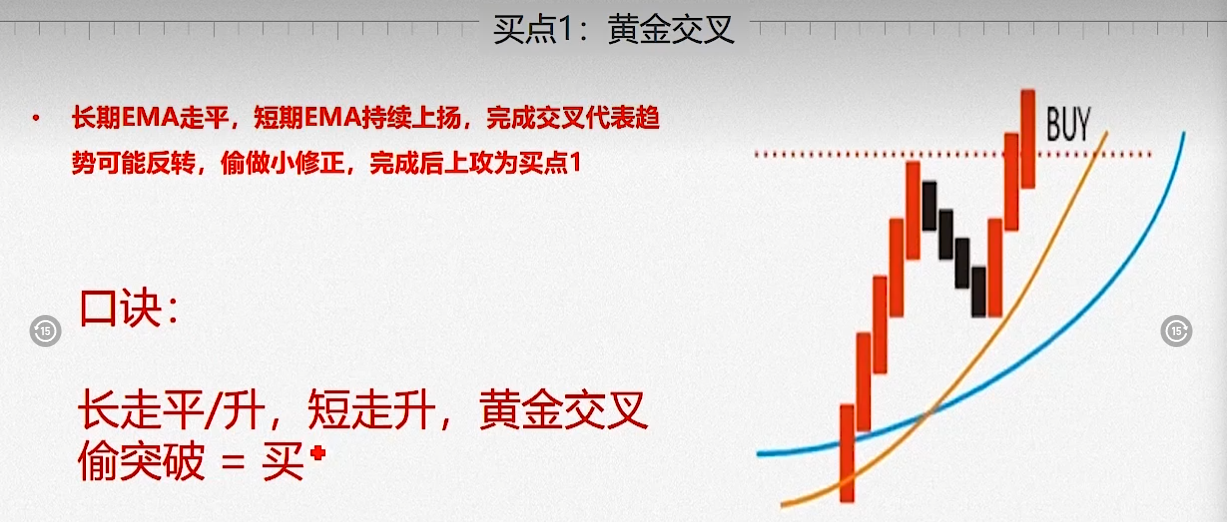 买点1：黄金交叉
• 长期EMA走平，短期EMA持续上扬，完成交叉代表趋
势可能反转，偷做小修正，完成后上攻为买点1
BUY
口诀：
15
15
长走平/升，短走升，黄金交叉
偷突破 = 买